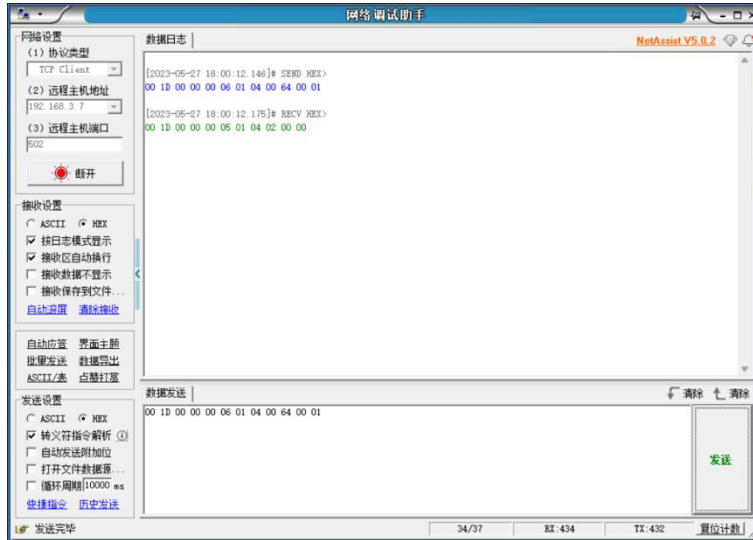 网络调试助手
网络设置
(1) 协议类型
TCP Client
(2) 远程主机地址
192.168.3.7
(3) 远程主机端口
502
断开
接收设置
ASCII HEX
按日志模式显示
接收区自动换行
接收数据不显示
接收保存到文件...
自动滚屏 清除接收
自动应答 界面主题
批量发送 数据导出
ASCII/表 点赞打赏
发送设置
ASCII HEX
转义符指令解析
自动发送附加位
打开文件数据源...
循环周期 10000 ms
快捷指令 历史发送
数据日志 NetAssist V5.0.2
[2023-05-27 18:00:12.146]# SEND HEX>
00 1D 00 00 00 06 01 04 00 64 00 01
[2023-05-27 18:00:12.175]# RECV HEX>
00 1D 00 00 00 05 01 04 02 00 00
数据发送 清除 清除
00 1D 00 00 00 06 01 04 00 64 00 01
发送
发送完毕 34/37 RX:434 TX:432 复位计数